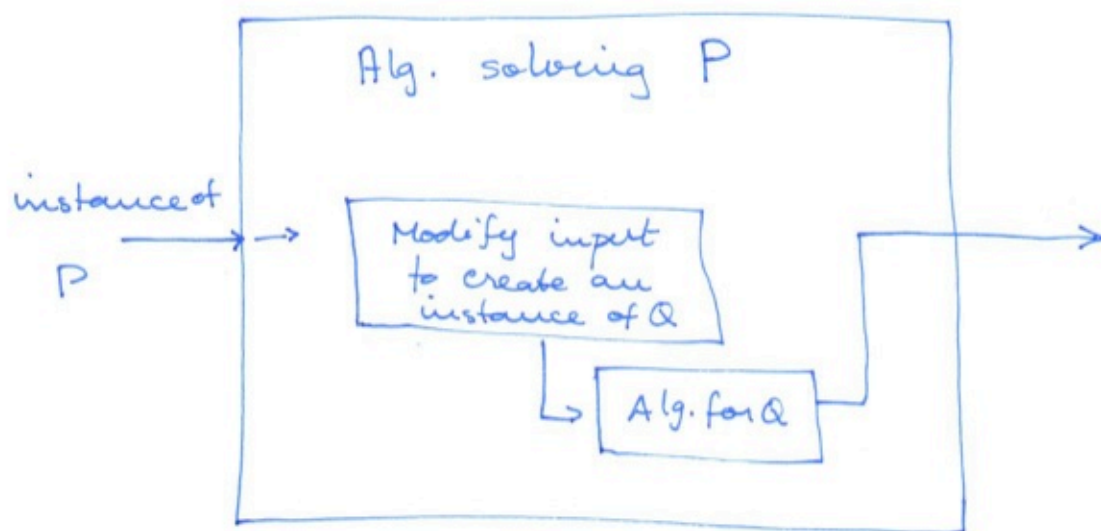 Alg. solving P
instance of
P
Modify input
to create an
instance of Q
Alg. for Q